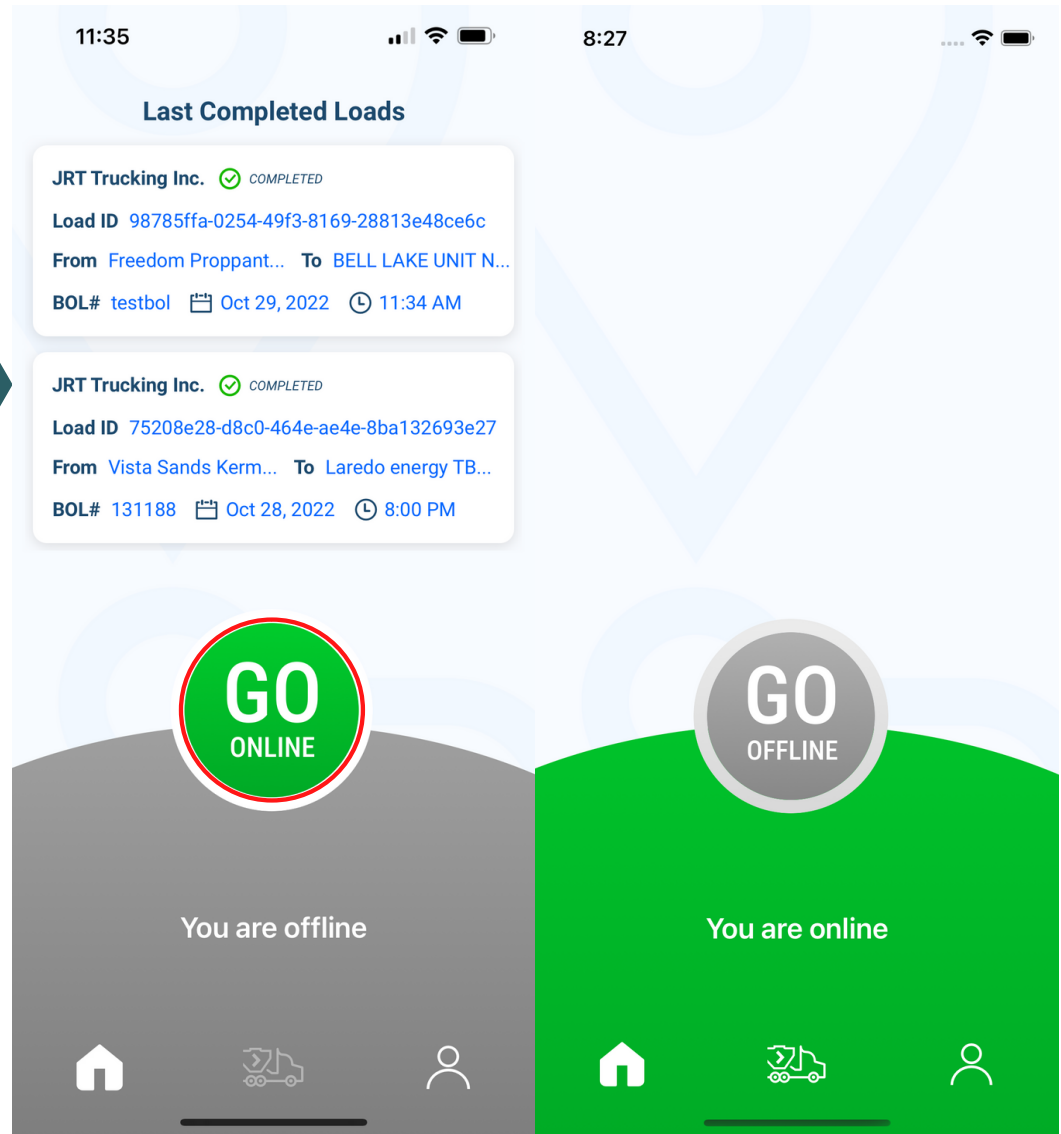 11:35
Last Completed Loads
JRT Trucking Inc. COMPLETED
Load ID 98785ffa-0254-49f3-8169-28813e48ce6c
From Freedom Proppant... To BELL LAKE UNIT N...
BOL# testbol Oct 29, 2022 11:34 AM
JRT Trucking Inc. COMPLETED
Load ID 75208e28-d8c0-464e-ae4e-8ba132693e27
From Vista Sands Kerm... To Laredo energy TB...
BOL# 131188 Oct 28, 2022 8:00 PM
GO
ONLINE
You are offline
8:27
GO
OFFLINE
You are online